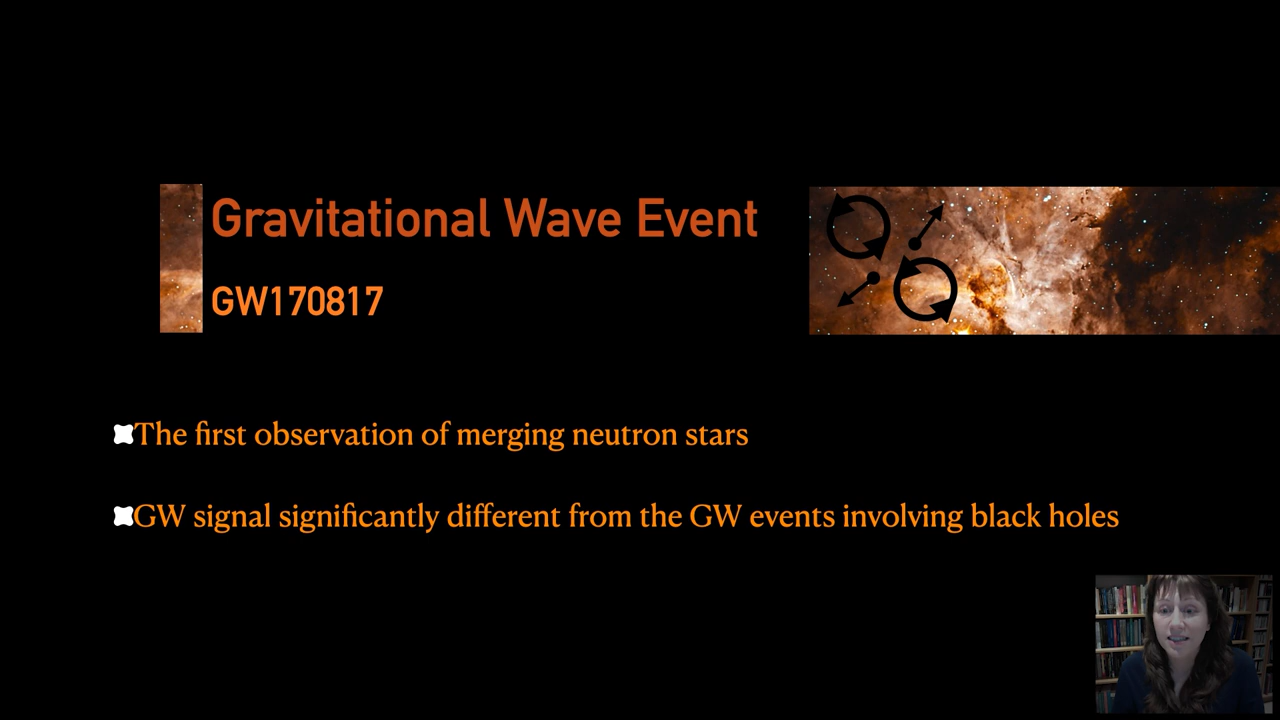 Gravitational Wave Event
GW170817
The first observation of merging neutron stars
GW signal significantly different from the GW events involving black holes